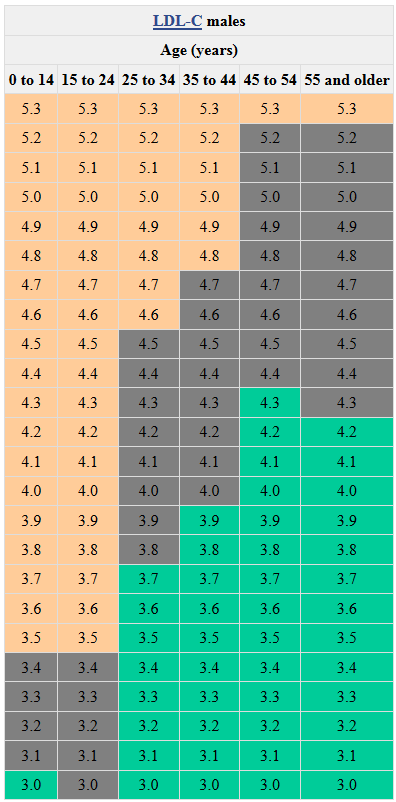 LDL-C males
Age (years)
0 to 14 15 to 24 25 to 34 35 to 44 45 to 54 55 and older
5.3 5.3 5.3 5.3 5.3 5.3
5.2 5.2 5.2 5.2 5.2 5.2
5.1 5.1 5.1 5.1 5.1 5.1
5.0 5.0 5.0 5.0 5.0 5.0
4.9 4.9 4.9 4.9 4.9 4.9
4.8 4.8 4.8 4.8 4.8 4.8
4.7 4.7 4.7 4.7 4.7 4.7
4.6 4.6 4.6 4.6 4.6 4.6
4.5 4.5 4.5 4.5 4.5 4.5
4.4 4.4 4.4 4.4 4.4 4.4
4.3 4.3 4.3 4.3 4.3 4.3
4.2 4.2 4.2 4.2 4.2 4.2
4.1 4.1 4.1 4.1 4.1 4.1
4.0 4.0 4.0 4.0 4.0 4.0
3.9 3.9 3.9 3.9 3.9 3.9
3.8 3.8 3.8 3.8 3.8 3.8
3.7 3.7 3.7 3.7 3.7 3.7
3.6 3.6 3.6 3.6 3.6 3.6
3.5 3.5 3.5 3.5 3.5 3.5
3.4 3.4 3.4 3.4 3.4 3.4
3.3 3.3 3.3 3.3 3.3 3.3
3.2 3.2 3.2 3.2 3.2 3.2
3.1 3.1 3.1 3.1 3.1 3.1
3.0 3.0 3.0 3.0 3.0 3.0